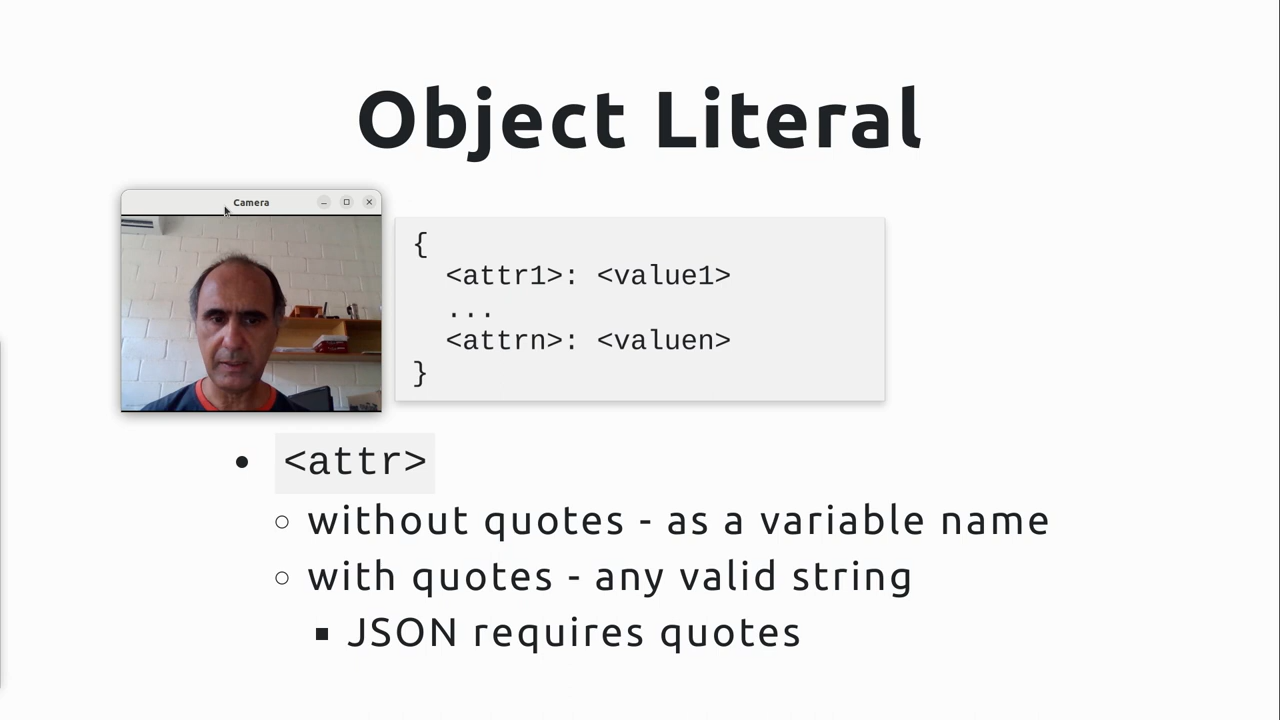 Object Literal
Camera
{
<attr1>: <value1>
...
<attrn>: <valuen>
}
<attr>
without quotes - as a variable name
with quotes - any valid string
JSON requires quotes